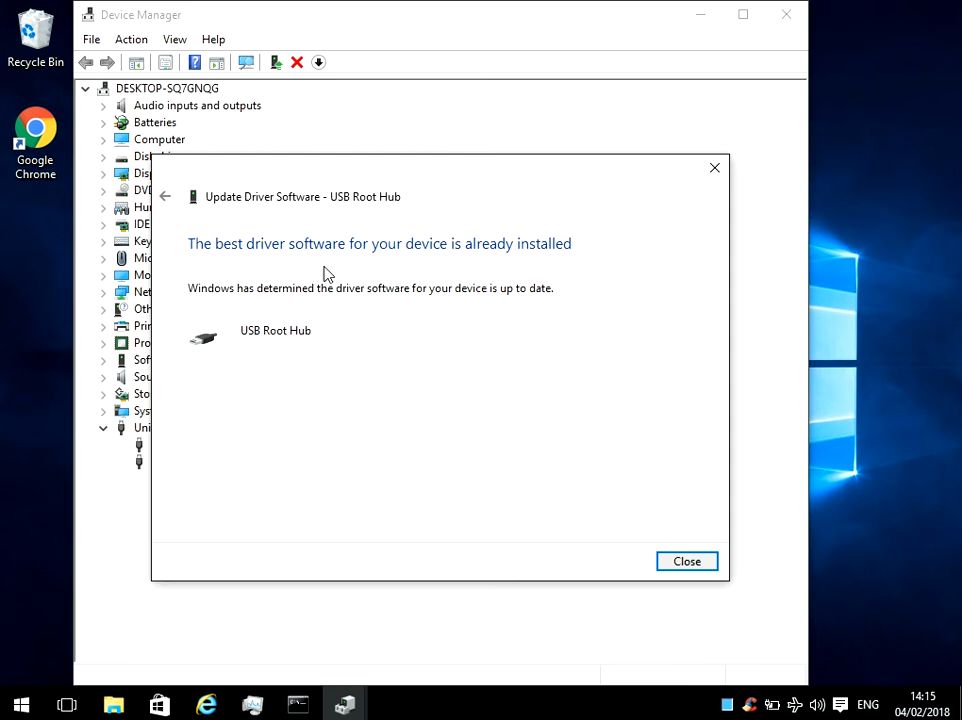 Device Manager
Recycle Bin
File Action View Help
DESKTOP-SQ7GNQG
Audio inputs and outputs
Batteries
Google
Chrome
Computer
Update Driver Software - USB Root Hub
The best driver software for your device is already installed
Windows has determined the driver software for your device is up to date.
USB Root Hub
Close
ENG
14:15
04/02/2018